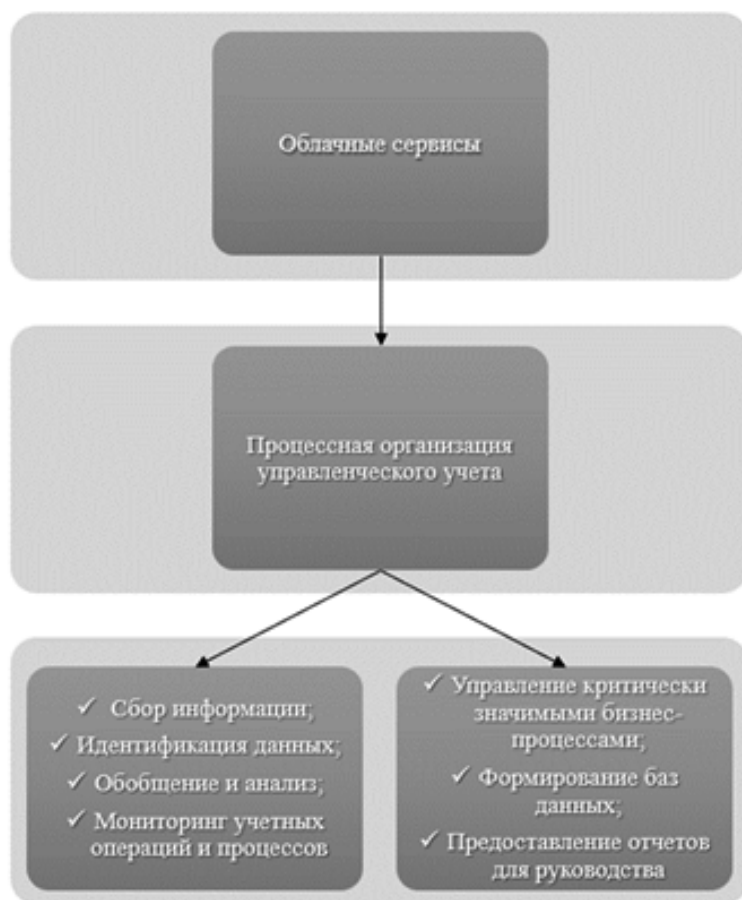 Облачные сервисы
Процессная организация
управленческого учета
✓ Сбор информации;
✓ Идентификация данных;
✓ Обобщение и анализ;
✓ Мониторинг учетных
операций и процессов
✓ Управление критически
значимыми бизнес-
процессами;
✓ Формирование баз
данных;
✓ Предоставление отчетов
для руководства